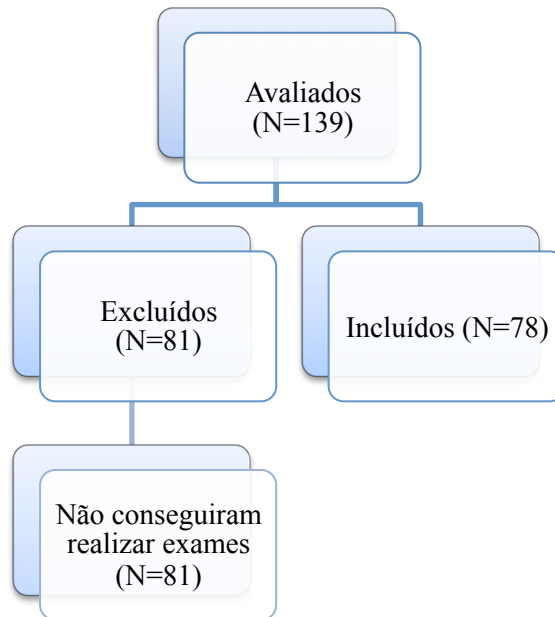 Avaliados
(N=139)
Excluídos
(N=81)
Incluídos (N=78)
Não conseguiram
realizar exames
(N=81)